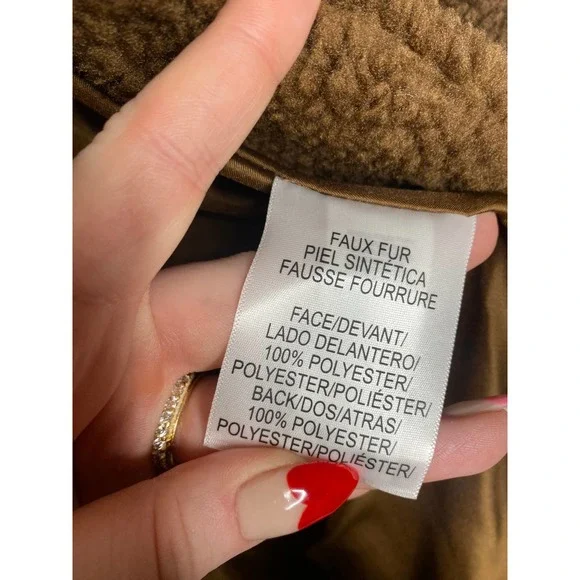 FAUX FUR
PIEL SINTÉTICA
FAUSSE FOURRURE
FACE/DEVANT/
LADO DELANTERO/
100% POLYESTER/
POLYESTER/POLIÉSTER/
BACK/DOS/ATRAS/
100% POLYESTER/
POLYESTER/POLIÉSTER/